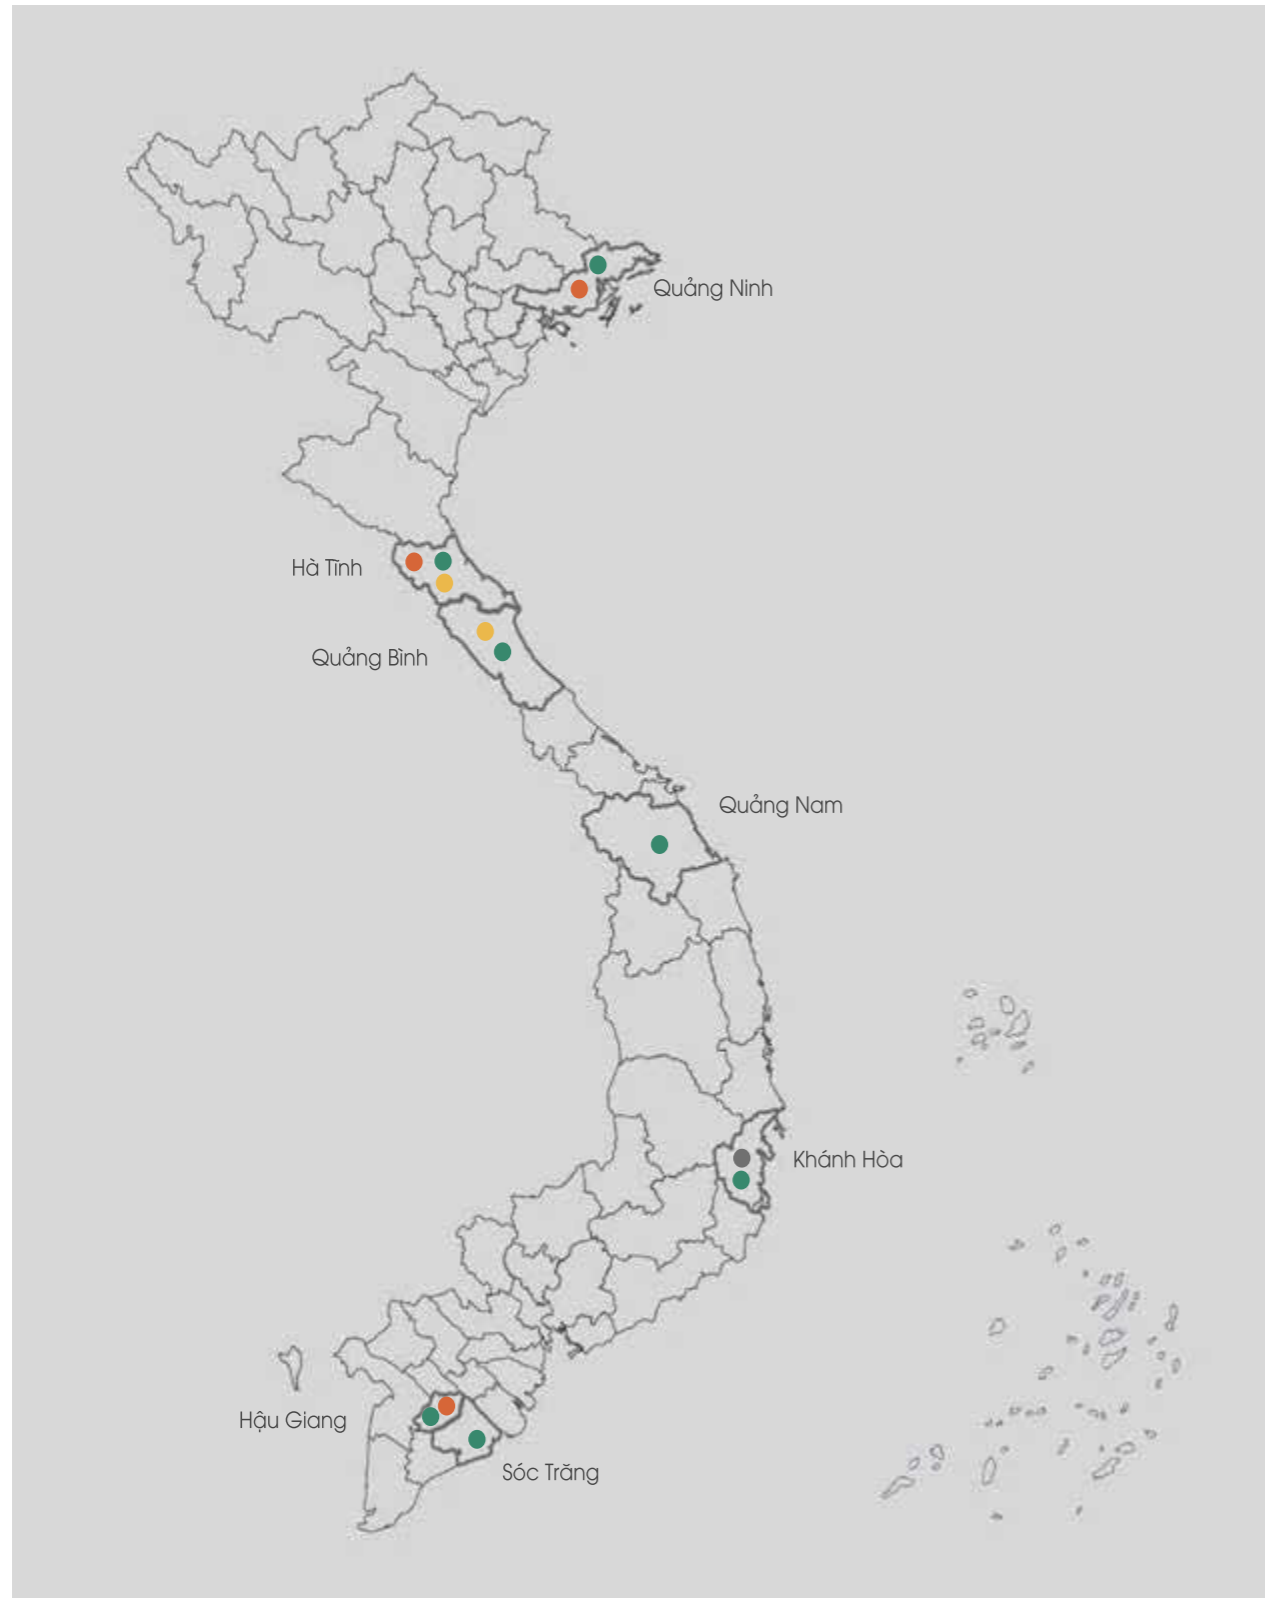 Quảng Ninh
Hà Tĩnh
Quảng Bình
Quảng Nam
Khánh Hòa
Hậu Giang
Sóc Trăng